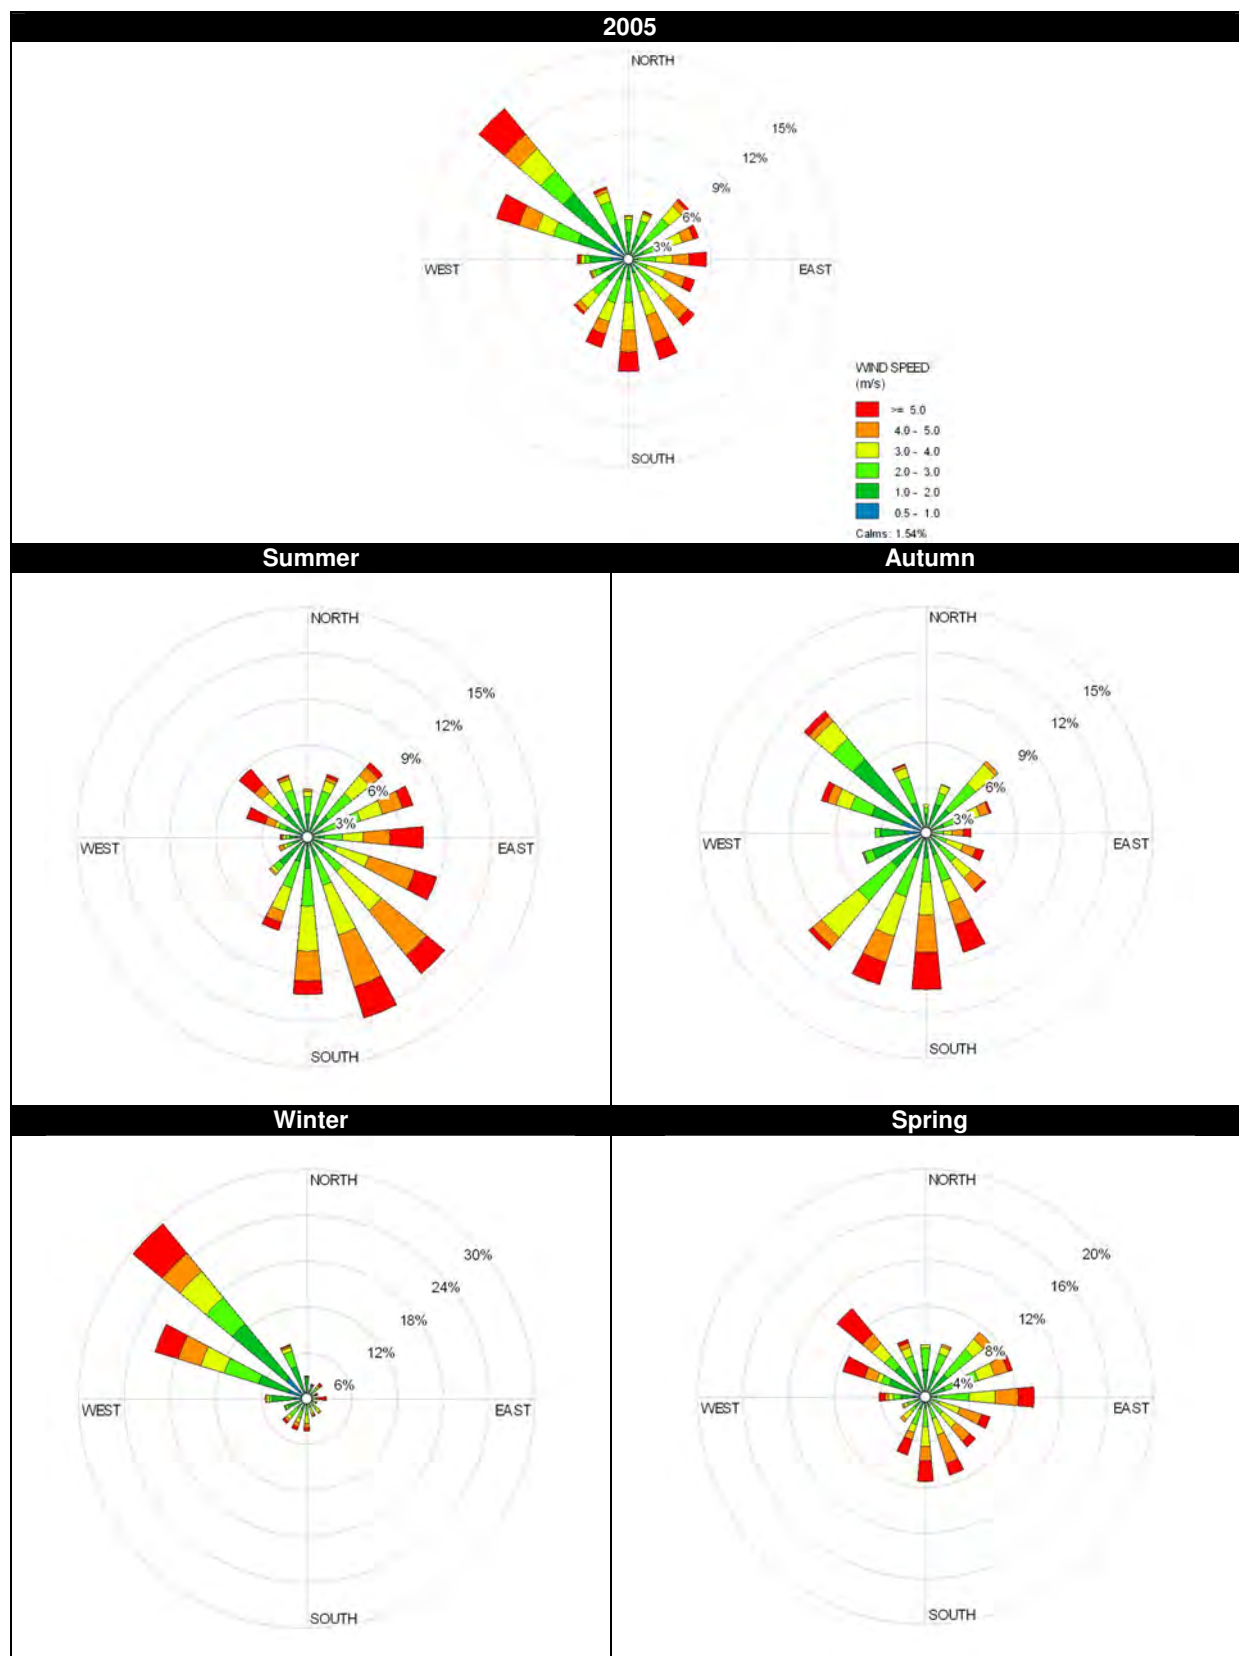 2005
NORTH
15%
12%
9%
6%
3%
WEST
EAST
SOUTH
WIND SPEED
(m/s)
>= 5.0
4.0 - 5.0
3.0 - 4.0
2.0 - 3.0
1.0 - 2.0
0.5 - 1.0
Calms: 1.54%
Summer
Autumn
NORTH
15%
12%
9%
6%
3%
WEST
EAST
SOUTH
NORTH
15%
12%
9%
6%
3%
WEST
EAST
SOUTH
Winter
Spring
NORTH
30%
24%
18%
12%
6%
WEST
EAST
SOUTH
NORTH
20%
16%
12%
8%
4%
WEST
EAST
SOUTH